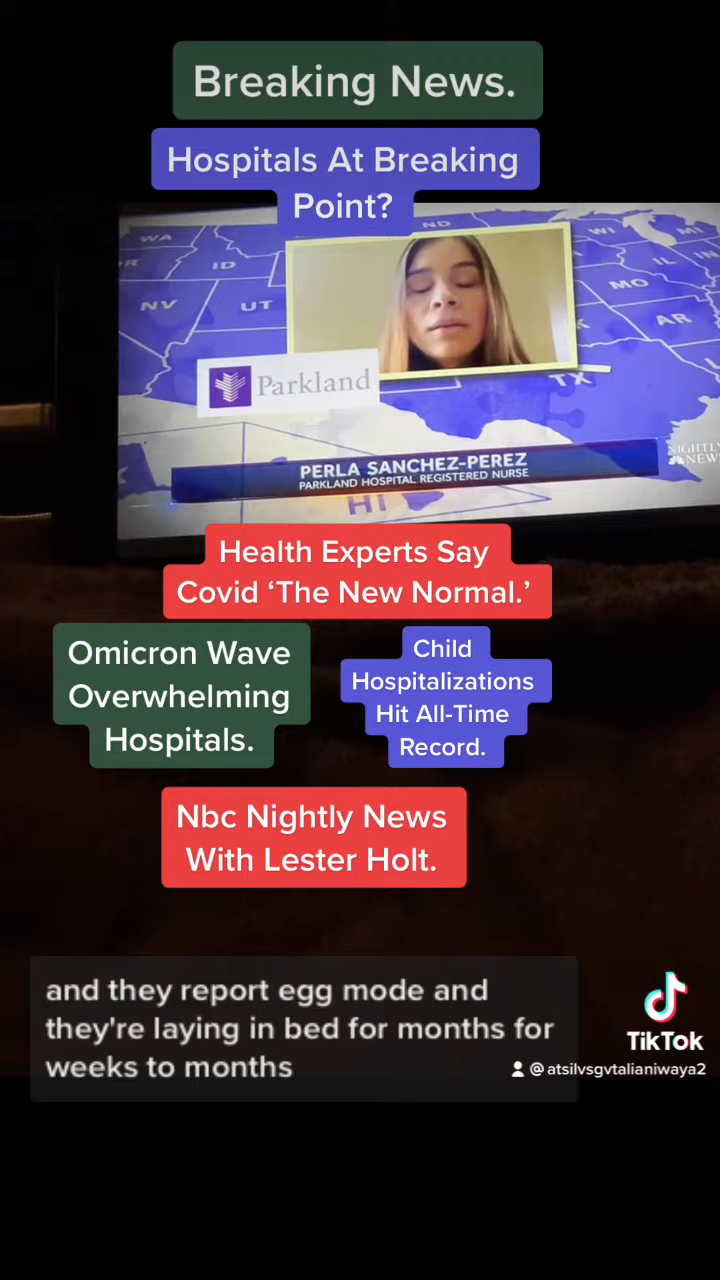 Breaking News.
Hospitals At Breaking
Point?
ND
WA
WI
MI
ID
IL
IN
MO
NV
UT
AR
Parkland
TX
NIGHTLY
NEWS
PERLA SANCHEZ-PEREZ
PARKLAND HOSPITAL REGISTERED NURSE
HI
Health Experts Say
Covid ‘The New Normal.’
Omicron Wave
Overwhelming
Hospitals.
Child
Hospitalizations
Hit All-Time
Record.
Nbc Nightly News
With Lester Holt.
and they report egg mode and
they're laying in bed for months for
weeks to months
TikTok
@atsilvsgvtalianiwaya2